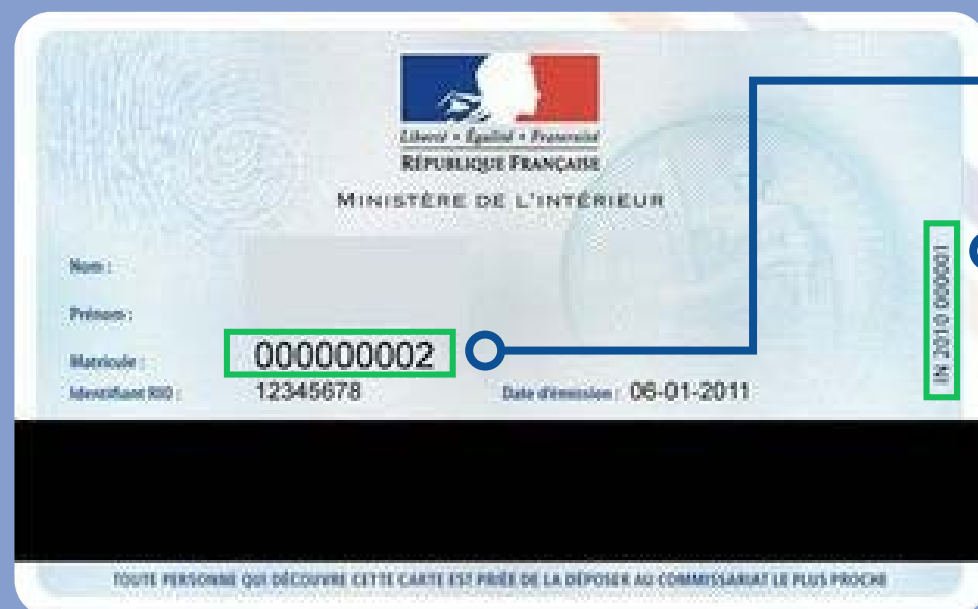 Liberté • Égalité • Fraternité
RÉPUBLIQUE FRANÇAISE
MINISTÈRE DE L'INTÉRIEUR
Nom :
Prénom :
Matricule : 000000002
Identifiant RIO : 12345678 Date d'émission : 06-01-2011
IN 2010 000001
TOUTE PERSONNE QUI DÉCOUVRE CETTE CARTE EST PRIÉE DE LA DÉPOSER AU COMMISSARIAT LE PLUS PROCHE